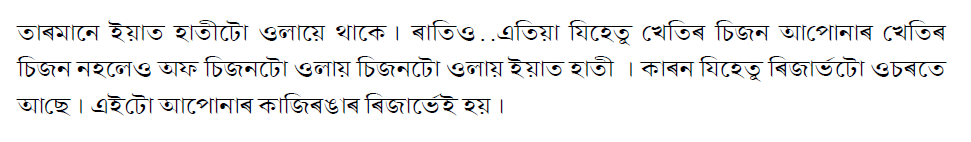 তাৰমানে ইয়াত হাতীটো ওলায়ে থাকে। ৰাতিও..এতিয়া যিহেতু খেতিৰ চিজন আপোনাৰ খেতিৰ
চিজন নহলেও অফ চিজনটো ওলায় চিজনটো ওলায় ইয়াত হাতী । কাৰন যিহেতু ৰিজাৰ্ভটো ওচৰতে
আছে। এইটো আপোনাৰ কাজিৰঙাৰ ৰিজাৰ্ভেই হয়।